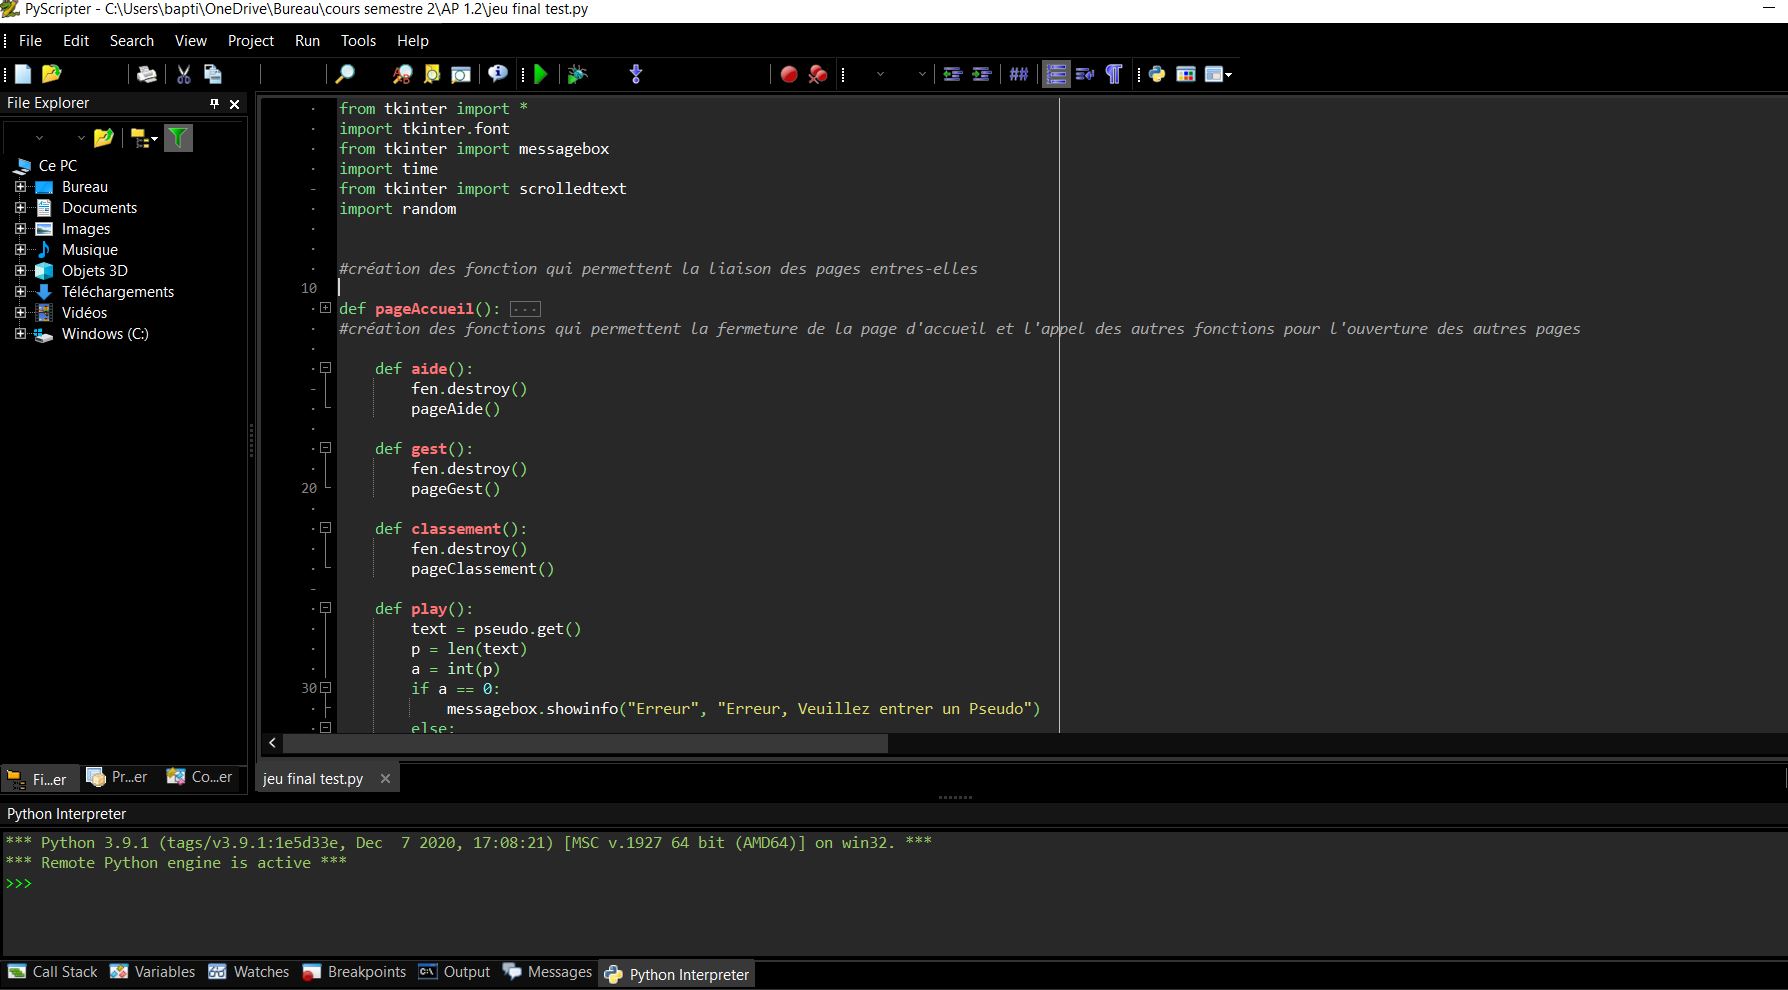 PyScripter - C:\Users\bapti\OneDrive\Bureau\cours semestre 2\AP 1.2\jeu final test.py
File Edit Search View Project Run Tools Help
File Explorer
Ce PC
Bureau
Documents
Images
Musique
Objets 3D
Téléchargements
Vidéos
Windows (C:)
Fi...er Pr...er Co...er
from tkinter import *
import tkinter.font
from tkinter import messagebox
import time
from tkinter import scrolledtext
import random
#création des fonction qui permettent la liaison des pages entres-elles
10
def pageAccueil(): ...
#création des fonctions qui permettent la fermeture de la page d'accueil et l'appel des autres fonctions pour l'ouverture des autres pages
def aide():
fen.destroy()
pageAide()
def gest():
fen.destroy()
20 pageGest()
def classement():
fen.destroy()
pageClassement()
def play():
text = pseudo.get()
p = len(text)
a = int(p)
30 if a == 0:
messagebox.showinfo("Erreur", "Erreur, Veuillez entrer un Pseudo")
else:
jeu final test.py
Python Interpreter
*** Python 3.9.1 (tags/v3.9.1:1e5d33e, Dec  7 2020, 17:08:21) [MSC v.1927 64 bit (AMD64)] on win32. ***
*** Remote Python engine is active ***
>>>
Call Stack Variables Watches Breakpoints Output Messages Python Interpreter